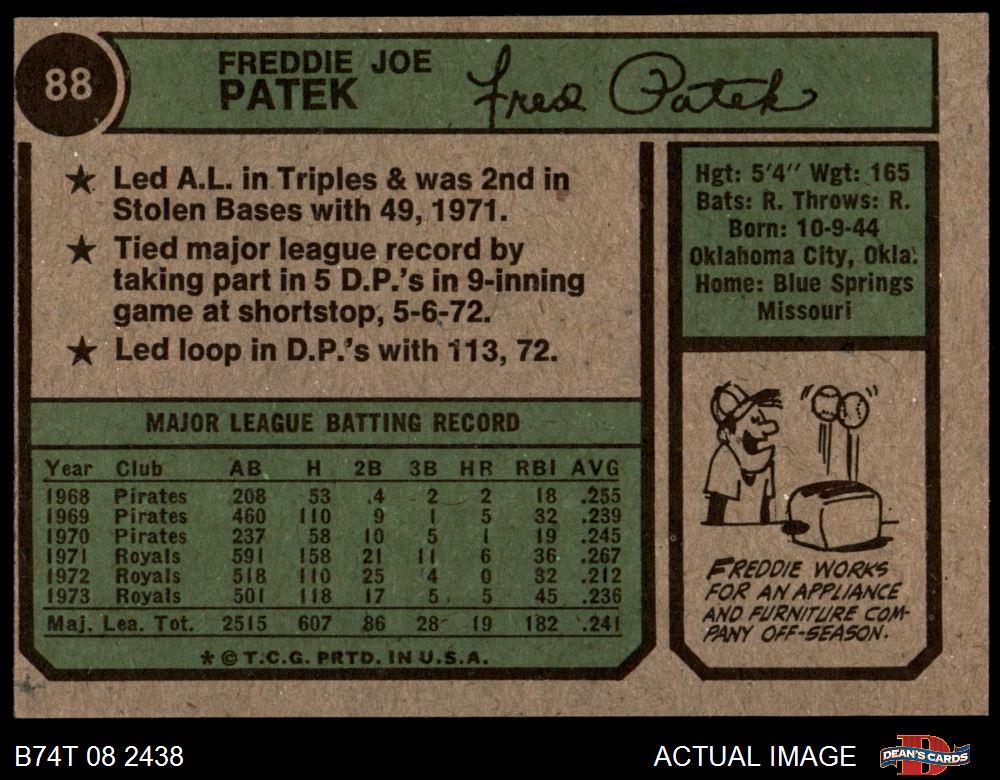 88
FREDDIE JOE
PATEK
Fred Patek
★ Led A.L. in Triples & was 2nd in
Stolen Bases with 49, 1971.
★ Tied major league record by
taking part in 5 D.P.'s in 9-inning
game at shortstop, 5-6-72.
★ Led loop in D.P.'s with 113, 72.
Hgt: 5'4" Wgt: 165
Bats: R. Throws: R.
Born: 10-9-44
Oklahoma City, Okla.
Home: Blue Springs
Missouri
MAJOR LEAGUE BATTING RECORD
Year Club AB H 2B 3B HR RBI AVG
1968 Pirates 208 53 4 2 2 18 .255
1969 Pirates 460 110 9 1 5 32 .239
1970 Pirates 237 58 10 5 1 19 .245
1971 Royals 591 158 21 11 6 36 .267
1972 Royals 518 110 25 4 0 32 .212
1973 Royals 501 118 17 5 5 45 .236
Maj. Lea. Tot. 2515 607 86 28 19 182 .241
* © T.C.G. PRTD. IN U.S.A.
FREDDIE WORKS
FOR AN APPLIANCE
AND FURNITURE COM-
PANY OFF-SEASON.
B74T 08 2438
ACTUAL IMAGE
DEAN'S CARDS